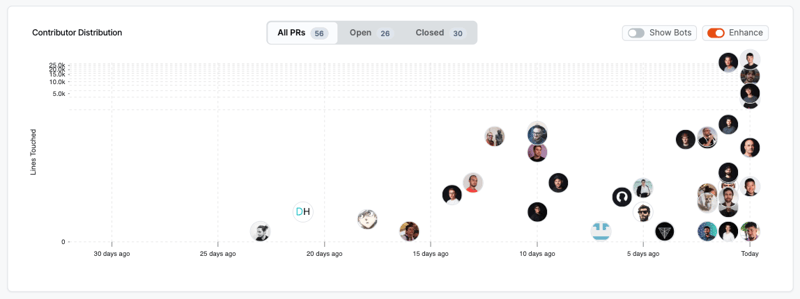 Contributor Distribution
All PRs 56
Open 26
Closed 30
Show Bots
Enhance
25.0k
20.0k
15.0k
10.0k
5.0k
Lines Touched
DH
0
30 days ago
25 days ago
20 days ago
15 days ago
10 days ago
5 days ago
Today